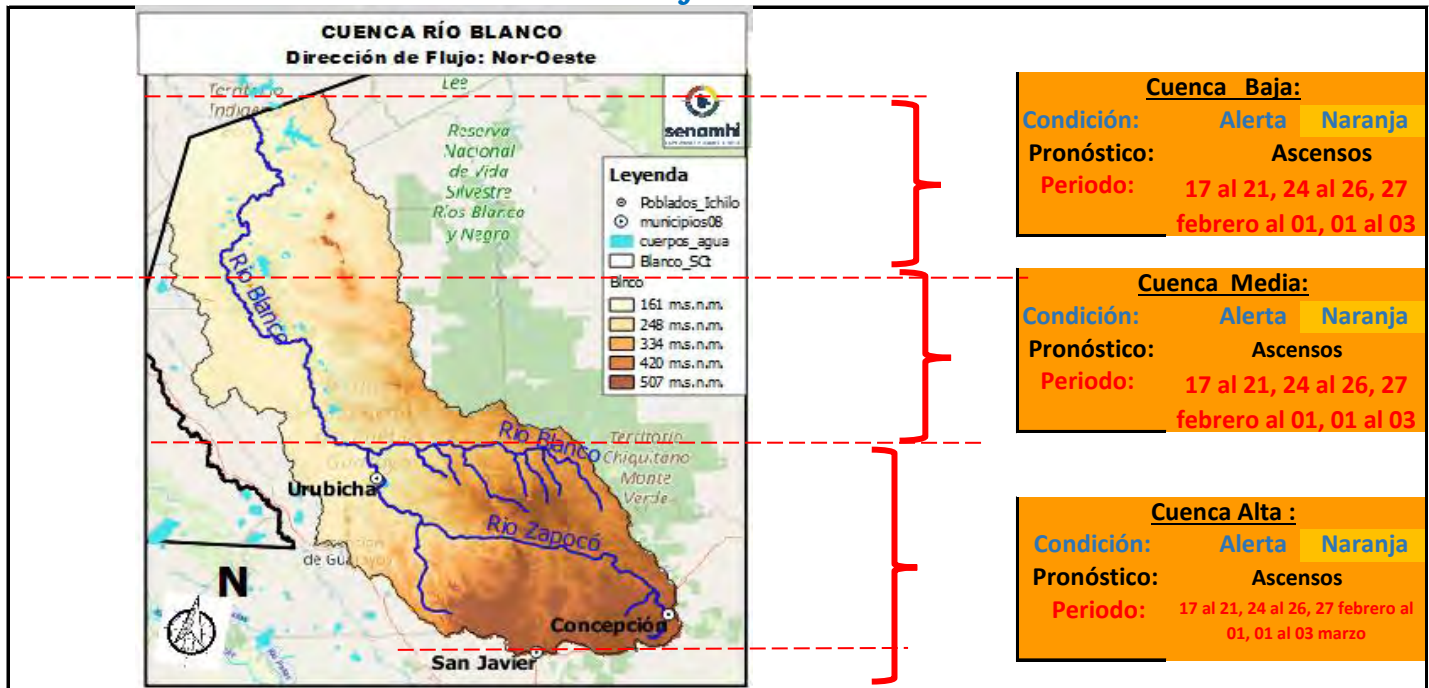 CUENCA RÍO BLANCO
Dirección de Flujo: Nor-Oeste
Territorio
Indígena
Lee
Reserva
Nacional
de Vida
Silvestre
Ríos Blanco
y Negro
senamhi
Leyenda
Poblados_Ichilo
municipios08
cuerpos_agua
Blanco_SCz
Blnco
161 m.s.n.m.
248 m.s.n.m.
334 m.s.n.m.
420 m.s.n.m.
507 m.s.n.m.
Río Blanco
Río Blanco
Territorio
Chiquitano
Monte
Verde
Urubicha
Río Zapocó
de Guarayos
N
Concepción
San Javier
Cuenca Baja:
Condición: Alerta Naranja
Pronóstico: Ascensos
Periodo: 17 al 21, 24 al 26, 27
febrero al 01, 01 al 03
Cuenca Media:
Condición: Alerta Naranja
Pronóstico: Ascensos
Periodo: 17 al 21, 24 al 26, 27
febrero al 01, 01 al 03
Cuenca Alta :
Condición: Alerta Naranja
Pronóstico: Ascensos
Periodo: 17 al 21, 24 al 26, 27 febrero al
01, 01 al 03 marzo